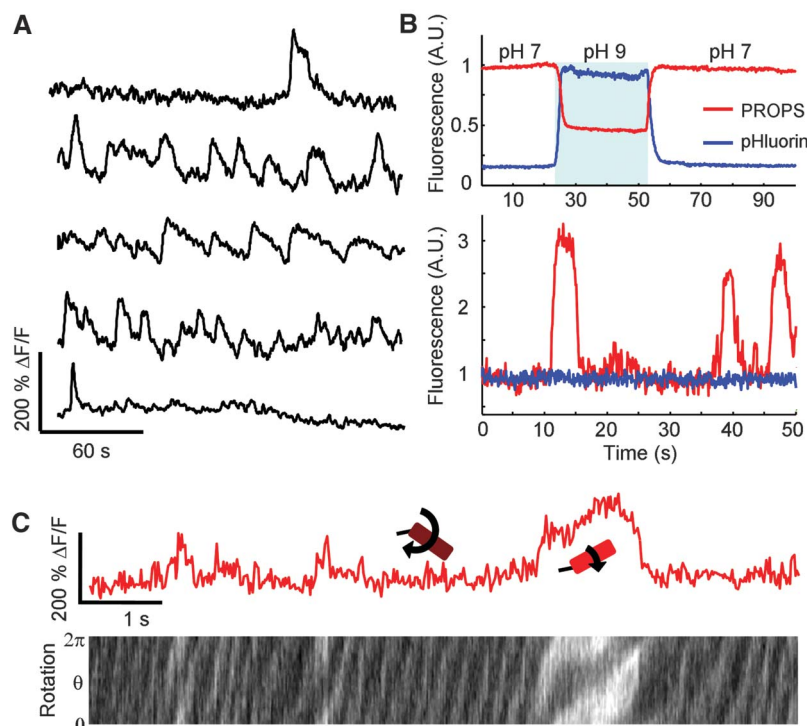 A
200 % ΔF/F
60 s
B
Fluorescence (A.U.)
1
0.5
0
pH 7
pH 9
pH 7
PROPS
pHluorin
10
30
50
70
90
Fluorescence (A.U.)
3
2
1
0
10
20
30
40
50
Time (s)
C
200 % ΔF/F
1 s
Rotation
2π
θ
0